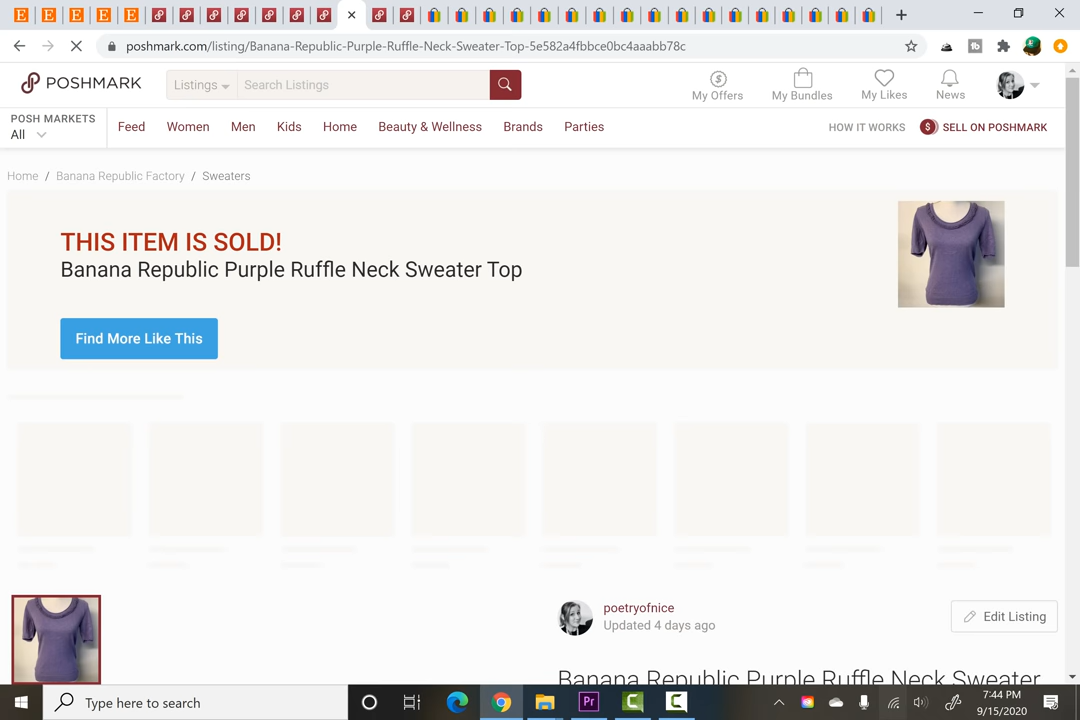 poshmark.com/listing/Banana-Republic-Purple-Ruffle-Neck-Sweater-Top-5e582a4fbbce0bc4aaabb78c
POSHMARK
Listings
Search Listings
My Offers
My Bundles
My Likes
News
POSH MARKETS
All
Feed
Women
Men
Kids
Home
Beauty & Wellness
Brands
Parties
HOW IT WORKS
$
SELL ON POSHMARK
Home / Banana Republic Factory / Sweaters
THIS ITEM IS SOLD!
Banana Republic Purple Ruffle Neck Sweater Top
Find More Like This
poetryofnice
Updated 4 days ago
Edit Listing
Banana Republic Purple Ruffle Neck Sweater
Type here to search
Pr
7:44 PM
9/15/2020